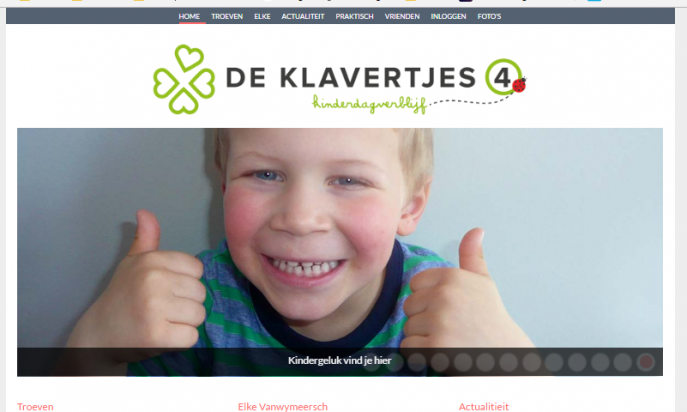 HOME TROEVEN ELKE ACTUALITEIT PRAKTISCH VRIENDEN INLOGGEN FOTO'S
DE KLAVERTJES 4
kinderdagverblijf
Kindergeluk vind je hier
Troeven Elke Vanwymeersch Actualitieit